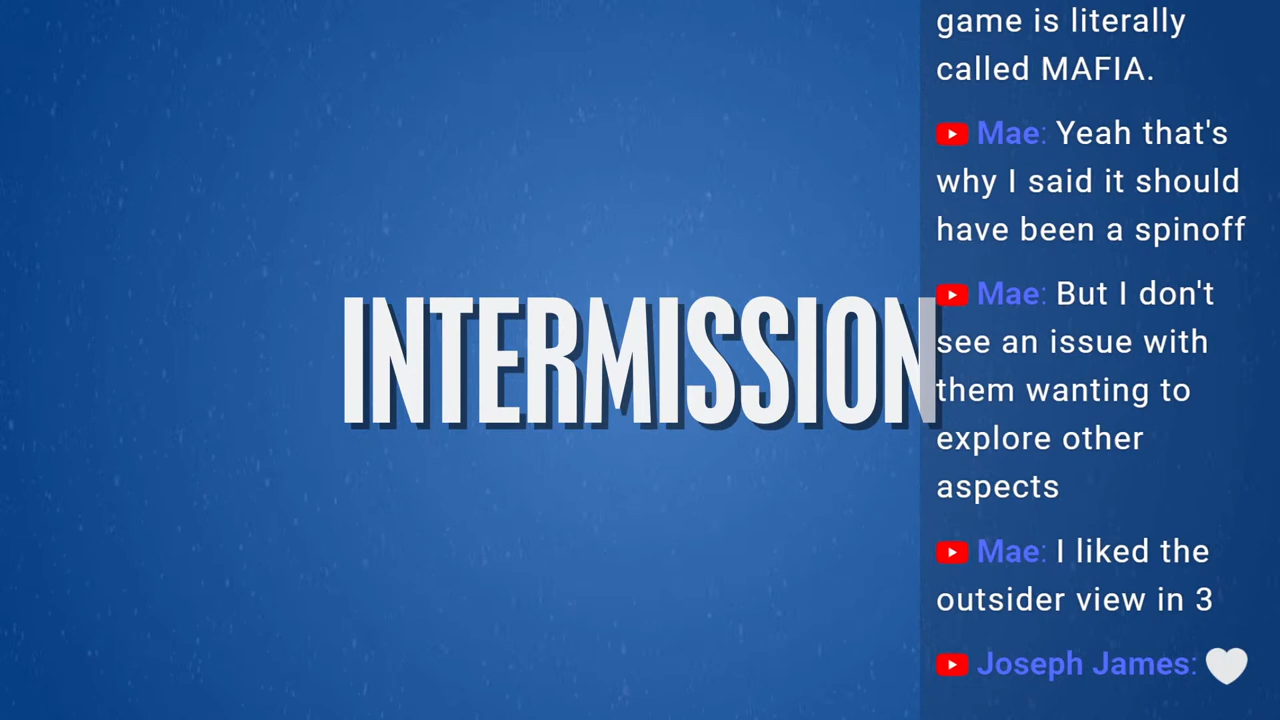 INTERMISSION
game is literally
called MAFIA.
Mae: Yeah that's
why I said it should
have been a spinoff
Mae: But I don't
see an issue with
them wanting to
explore other
aspects
Mae: I liked the
outsider view in 3
Joseph James: 🤍